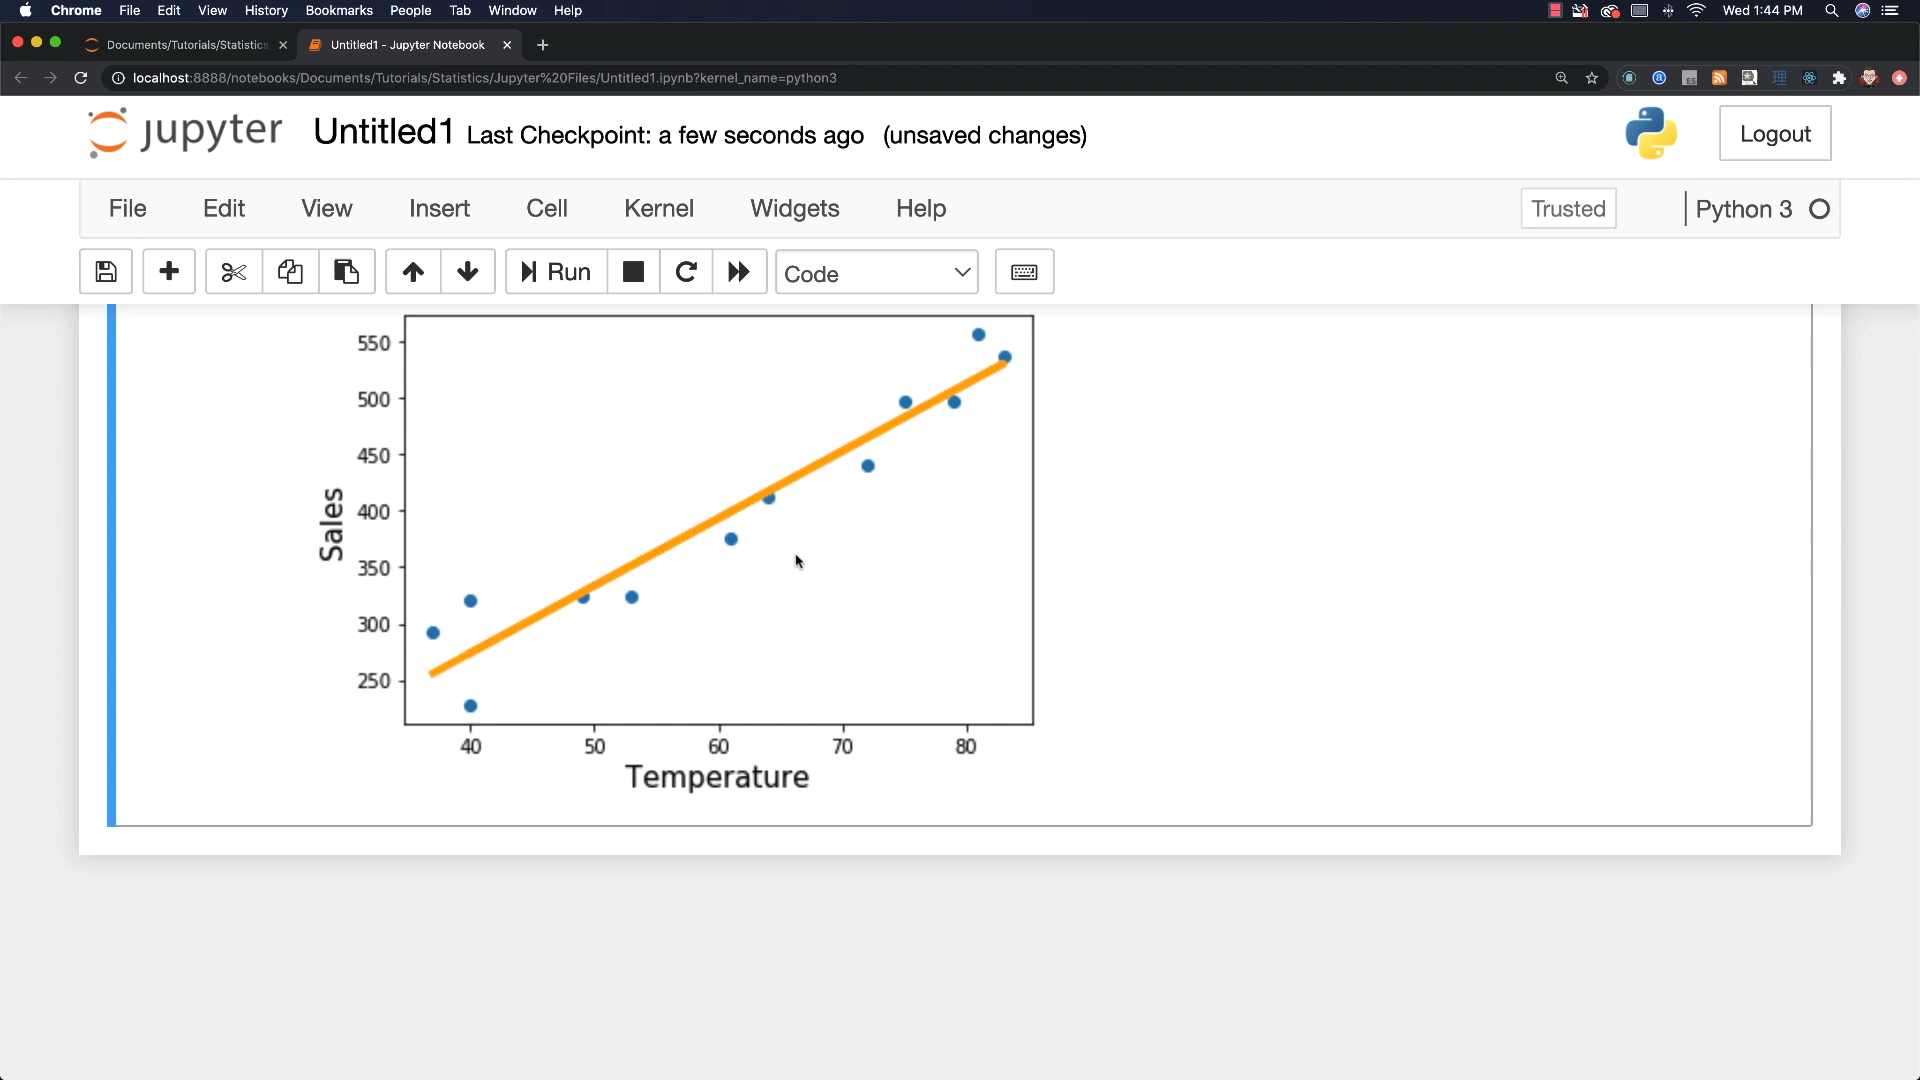 Chrome File Edit View History Bookmarks People Tab Window Help Wed 1:44 PM
Documents/Tutorials/Statistics Untitled1 - Jupyter Notebook
localhost:8888/notebooks/Documents/Tutorials/Statistics/Jupyter%20Files/Untitled1.ipynb?kernel_name=python3
jupyter Untitled1 Last Checkpoint: a few seconds ago (unsaved changes) Logout
File Edit View Insert Cell Kernel Widgets Help Trusted Python 3
Run Code
550
500
450
400
350
300
250
Sales
40 50 60 70 80
Temperature